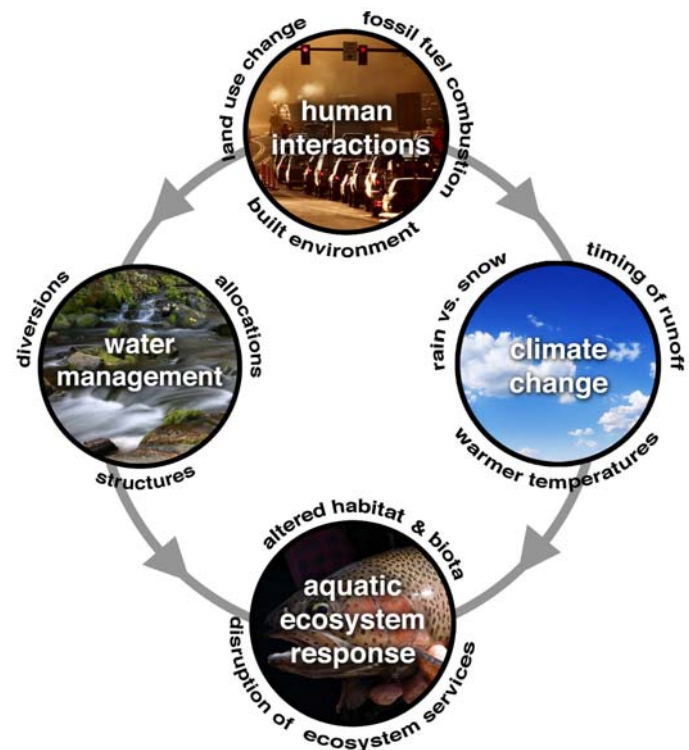 land use change
fossil fuel combustion
human
interactions
built environment
diversions
allocations
water
management
structures
rain vs. snow
timing of runoff
climate
change
warmer temperatures
altered habitat & biota
aquatic
ecosystem
response
disruption of ecosystem services